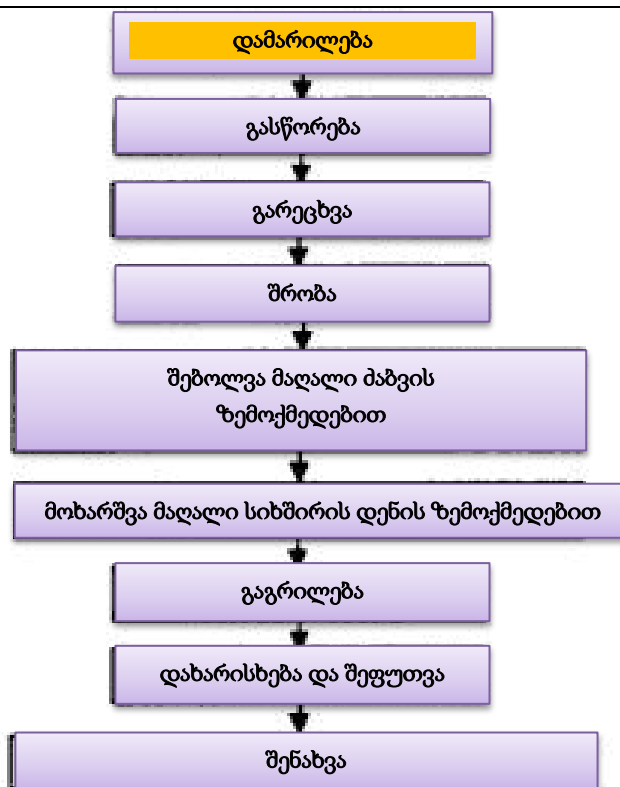 დამარილება
გასწორება
გარეცხვა
შრობა
შებოლვა მაღალი ძაბვის
ზემოქმედებით
მოხარშვა მაღალი სიხშირის დენის ზემოქმედებით
გაგრილება
დახარისხება და შეფუთვა
შენახვა